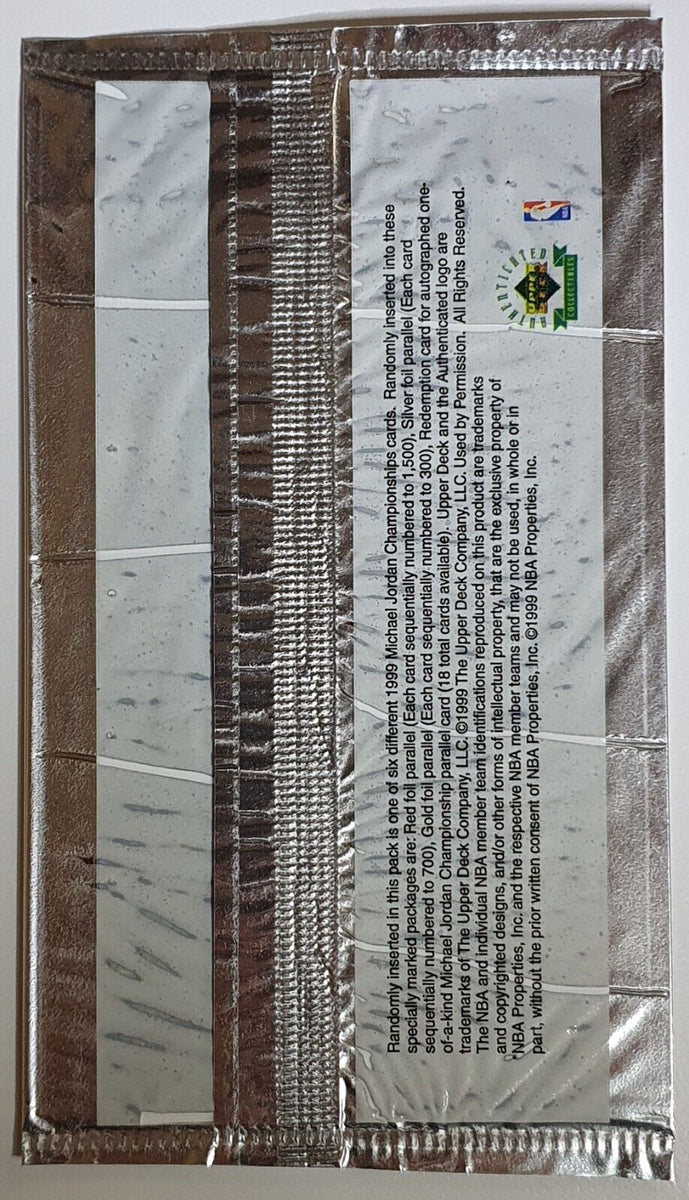 Randomly inserted in this pack is one of six different 1999 Michael Jordan Championships cards. Randomly inserted into these
specially marked packages are: Red foil parallel (Each card sequentially numbered to 1,500), Silver foil parallel (Each card
sequentially numbered to 700), Gold foil parallel (Each card sequentially numbered to 300), Redemption card for autographed one-
of-a-kind Michael Jordan Championship parallel card (18 total cards available). Upper Deck and the Authenticated logo are
trademarks of The Upper Deck Company, LLC. ©1999 The Upper Deck Company, LLC. Used by Permission. All Rights Reserved.
The NBA and individual NBA member team identifications reproduced on this product are trademarks
and copyrighted designs, and/or other forms of intellectual property, that are the exclusive property of
NBA Properties, Inc. and the respective NBA member teams and may not be used, in whole or in
part, without the prior written consent of NBA Properties, Inc. ©1999 NBA Properties, Inc.
UPPER
DECK
AUTHENTICATED
COLLECTIBLES
NBA